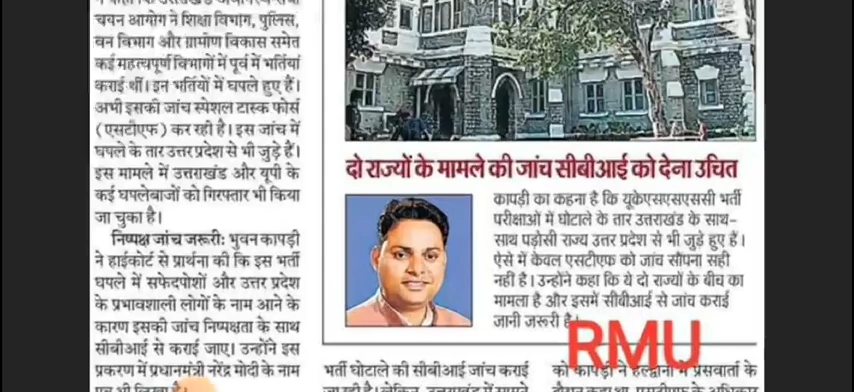 चयन आयोग ने शिक्षा विभाग, पुलिस,
वन विभाग और ग्रामीण विकास समेत
कई महत्वपूर्ण विभागों में पूर्व में भर्तियां
कराई थीं। इन भर्तियों में घपले हुए हैं।
अभी इसकी जांच स्पेशल टास्क फोर्स
(एसटीएफ) कर रही है। इस जांच में
घपले के तार उत्तर प्रदेश से भी जुड़े हैं।
इस मामले में उत्तराखंड और यूपी के
कई घपलेबाजों को गिरफ्तार भी किया
जा चुका है।
निष्पक्ष जांच जरूरी: भुवन कापड़ी
ने हाईकोर्ट से प्रार्थना की कि इस भर्ती
घपले में सफेदपोशों और उत्तर प्रदेश
के प्रभावशाली लोगों के नाम आने के
कारण इसकी जांच निष्पक्षता के साथ
सीबीआई से कराई जाए। उन्होंने इस
प्रकरण में प्रधानमंत्री नरेंद्र मोदी के नाम
दो राज्यों के मामले की जांच सीबीआई को देना उचित
कापड़ी का कहना है कि यूकेएसएसएससी भर्ती
परीक्षाओं में घोटाले के तार उत्तराखंड के साथ-
साथ पड़ोसी राज्य उत्तर प्रदेश से भी जुड़े हुए हैं।
ऐसे में केवल एसटीएफ को जांच सौंपना सही
नहीं है। उन्होंने कहा कि ये दो राज्यों के बीच का
मामला है और इसमें सीबीआई से जांच कराई
जानी जरूरी है।
RMU
भर्ती घोटाले की सीबीआई जांच कराई
को कापड़ी ने हल्द्वानी में प्रेसवार्ता के